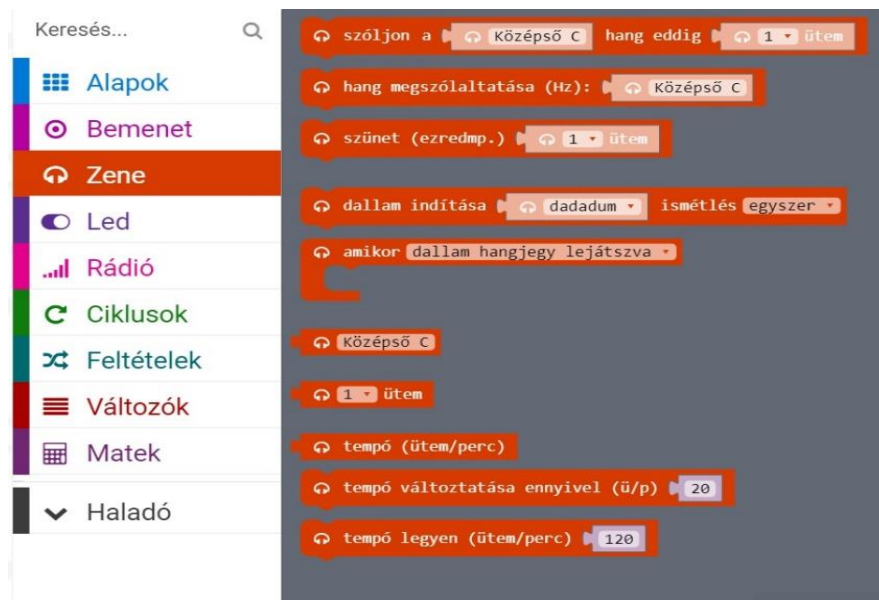 Keresés...
Alapok
Bemenet
Zene
Led
Rádió
Ciklusok
Feltételek
Változók
Matek
Haladó
szóljon a Középső C hang eddig 1 ütem
hang megszólaltatása (Hz): Középső C
szünet (ezredmp.) 1 ütem
dallam indítása dadadum ismétlés egyszer
amikor dallam hangjegy lejátszva
Középső C
1 ütem
tempó (ütem/perc)
tempó változtatása ennyivel (ü/p) 20
tempó legyen (ütem/perc) 120